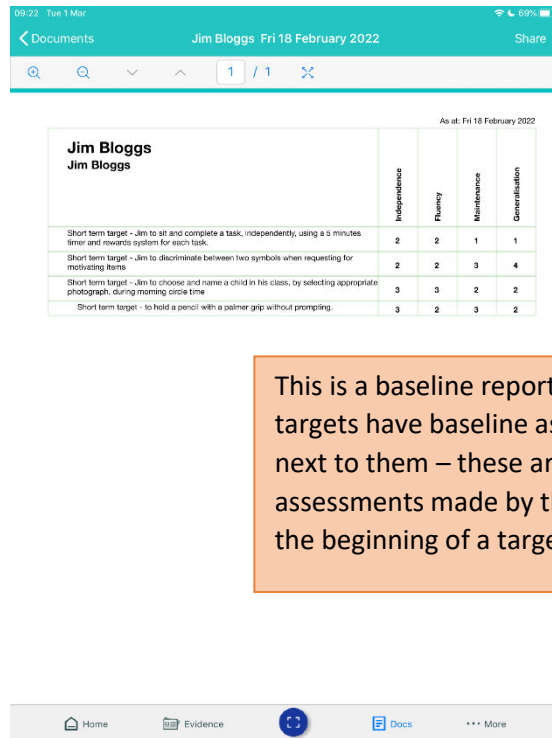 09:22 Tue 1 Mar 69%
Documents Jim Bloggs Fri 18 February 2022 Share
1 / 1
As at: Fri 18 February 2022
Jim Bloggs
Jim Bloggs
Independence Fluency Maintenance Generalisation
Short term target - Jim to sit and complete a task, independently, using a 5 minutes
timer and rewards system for each task. 2 2 1 1
Short term target - Jim to discriminate between two symbols when requesting for
motivating items 2 2 3 4
Short term target - Jim to choose and name a child in his class, by selecting appropriate
photograph, during morning circle time 3 3 2 2
Short term target - to hold a pencil with a palmer grip without prompting. 3 2 3 2
This is a baseline report
targets have baseline
next to them – these
assessments made by
the beginning of a
Home Evidence Docs More